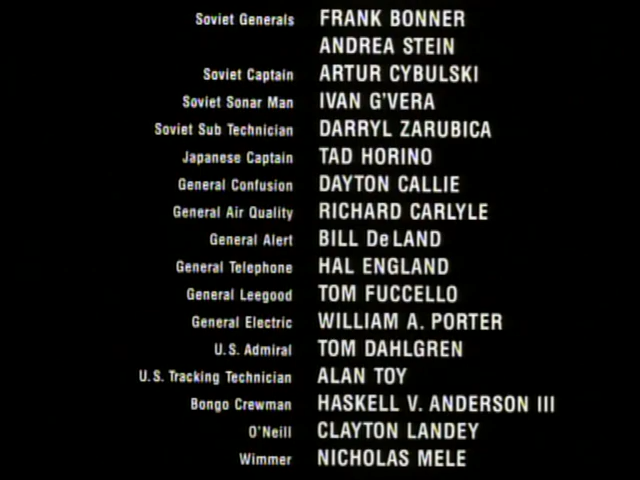 Soviet Generals FRANK BONNER
ANDREA STEIN
Soviet Captain ARTUR CYBULSKI
Soviet Sonar Man IVAN G'VERA
Soviet Sub Technician DARRYL ZARUBICA
Japanese Captain TAD HORINO
General Confusion DAYTON CALLIE
General Air Quality RICHARD CARLYLE
General Alert BILL DeLAND
General Telephone HAL ENGLAND
General Leegood TOM FUCCELLO
General Electric WILLIAM A. PORTER
U.S. Admiral TOM DAHLGREN
U.S. Tracking Technician ALAN TOY
Bongo Crewman HASKELL V. ANDERSON III
O'Neill CLAYTON LANDEY
Wimmer NICHOLAS MELE